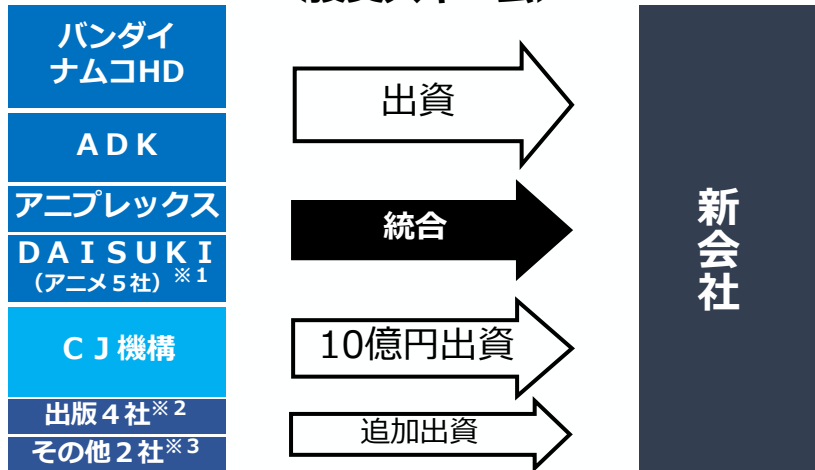 バンダイ
ナムコHD
出資
ＡＤＫ
アニプレックス
統合
ＤＡＩＳＵＫＩ
（アニメ５社）※１
新会社
ＣＪ機構
10億円出資
出版４社※２
追加出資
その他２社※３